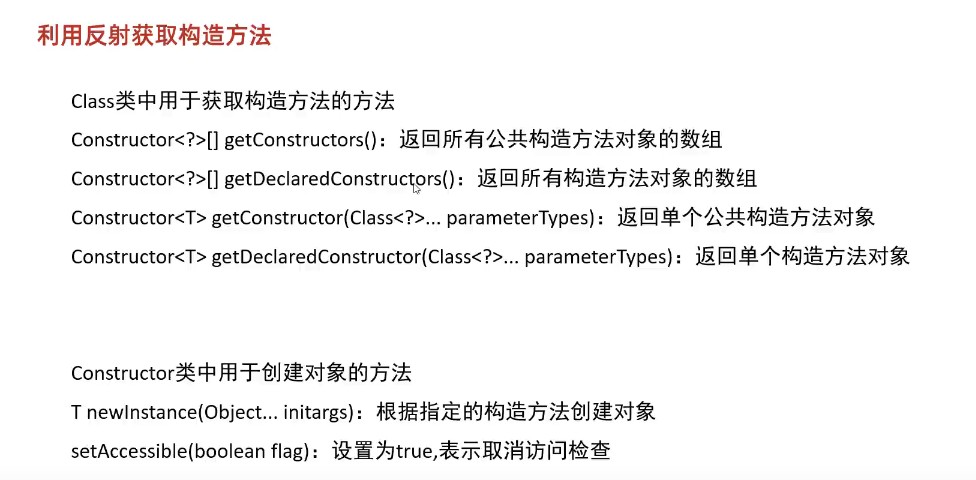 利用反射获取构造方法
Class类中用于获取构造方法的方法
Constructor<?>[] getConstructors()：返回所有公共构造方法对象的数组
Constructor<?>[] getDeclaredConstructors()：返回所有构造方法对象的数组
Constructor<T> getConstructor(Class<?>... parameterTypes)：返回单个公共构造方法对象
Constructor<T> getDeclaredConstructor(Class<?>... parameterTypes)：返回单个构造方法对象
Constructor类中用于创建对象的方法
T newInstance(Object... initargs)：根据指定的构造方法创建对象
setAccessible(boolean flag)：设置为true,表示取消访问检查